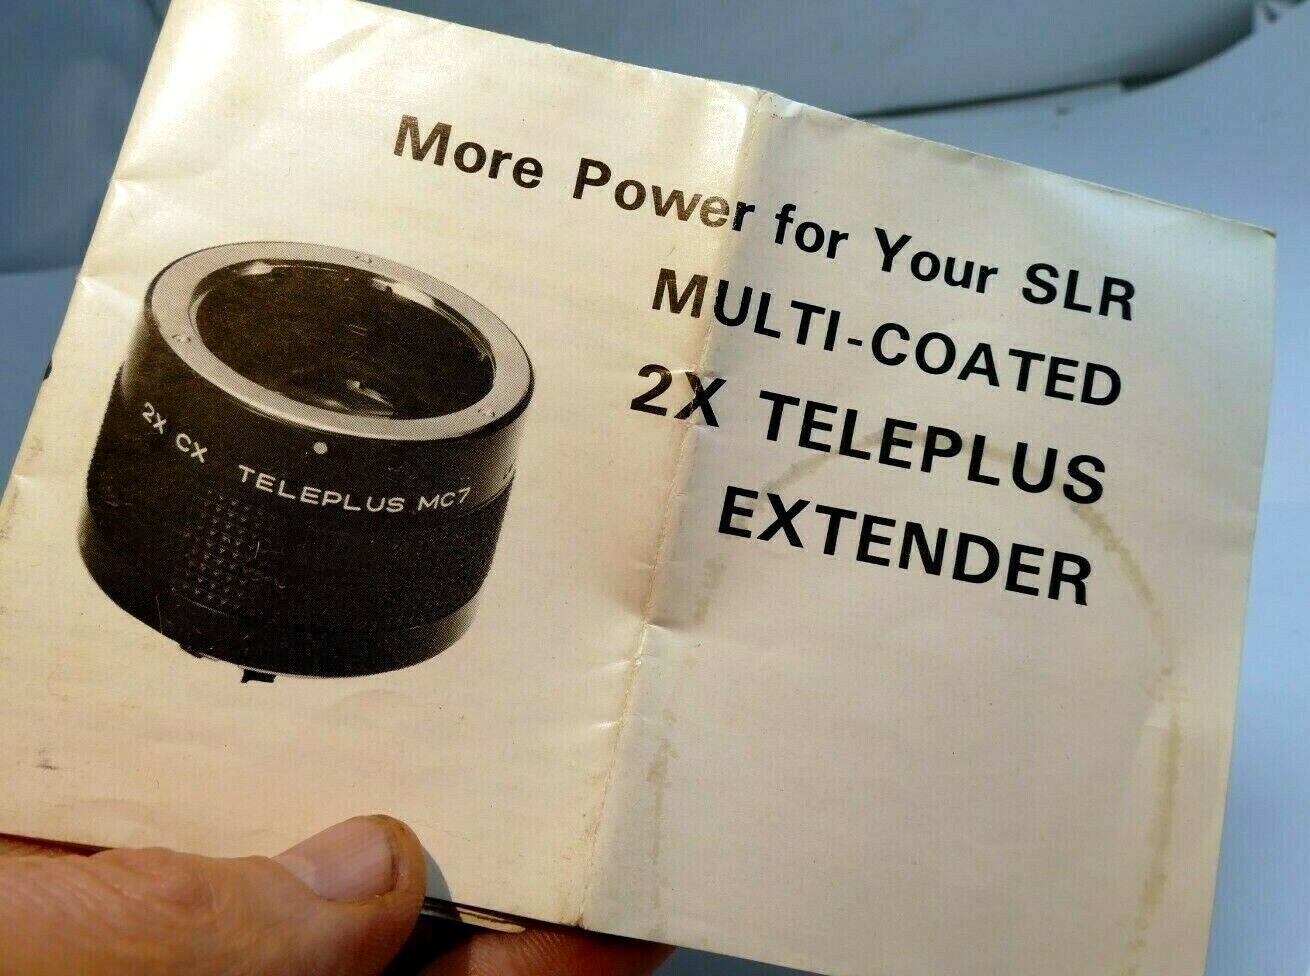 More Power for Your SLR
MULTI-COATED
2X TELEPLUS
EXTENDER
2X CX TELEPLUS MC7